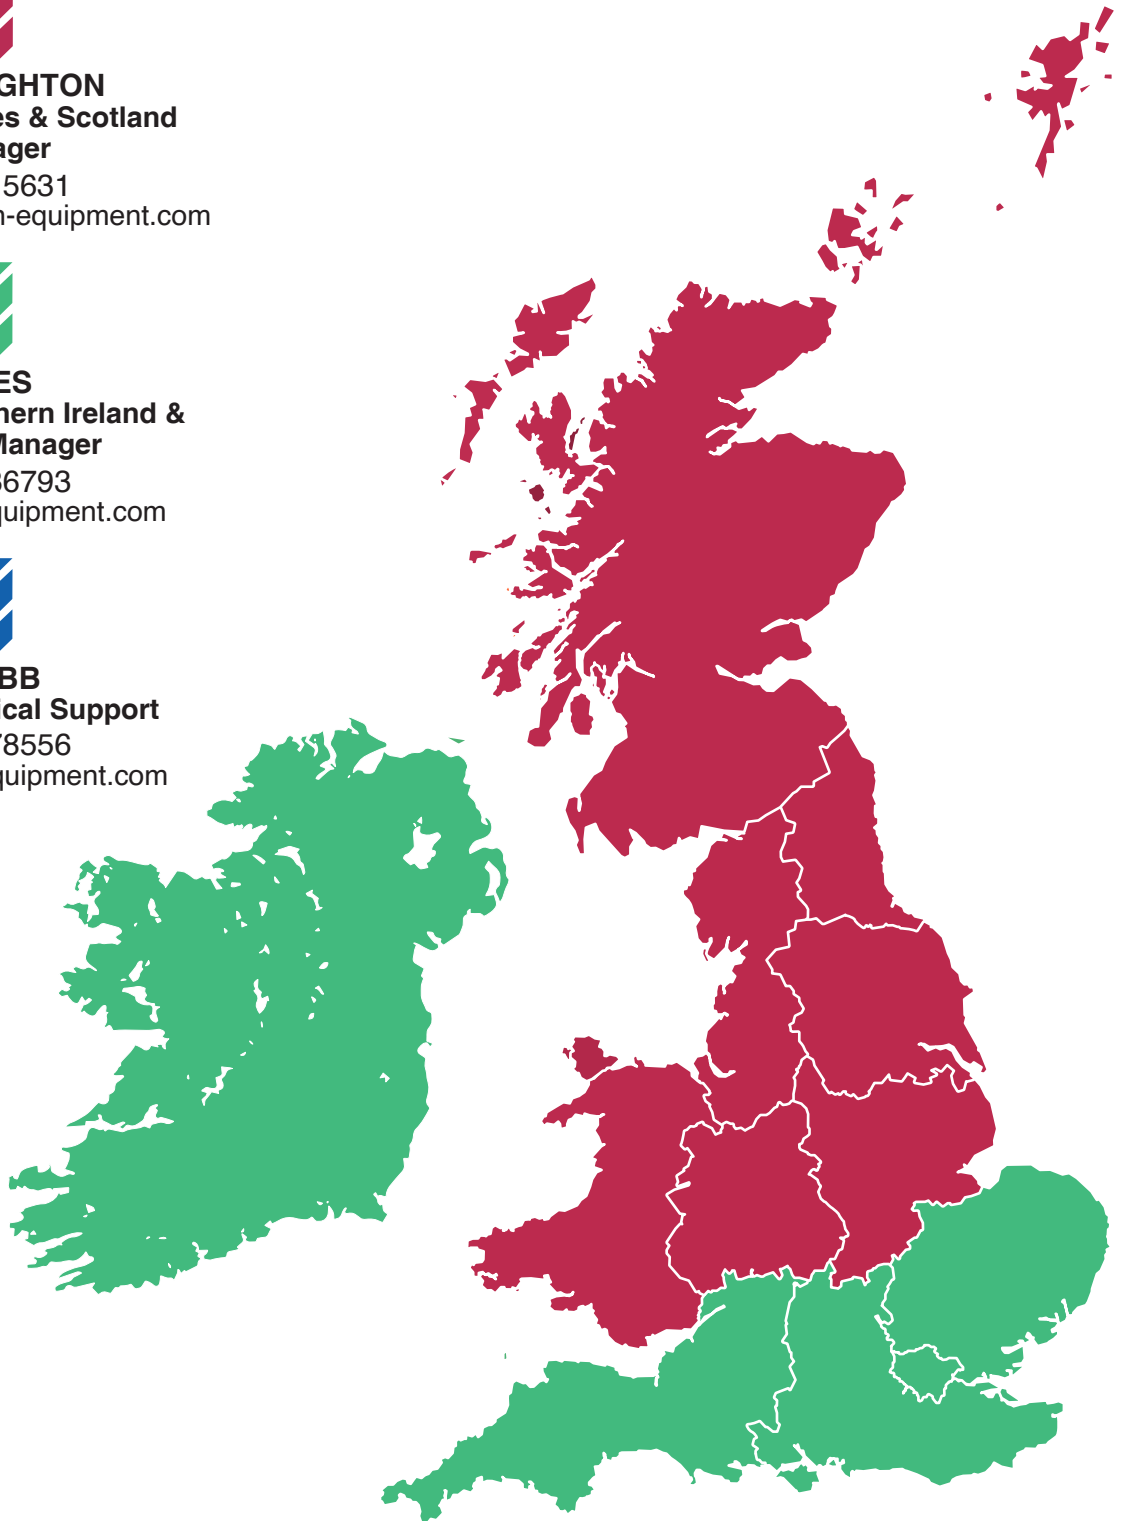 GHTON
es & Scotland
ager
5631
n-equipment.com
ES
hern Ireland &
Manager
36793
quipment.com
BB
ical Support
78556
quipment.com